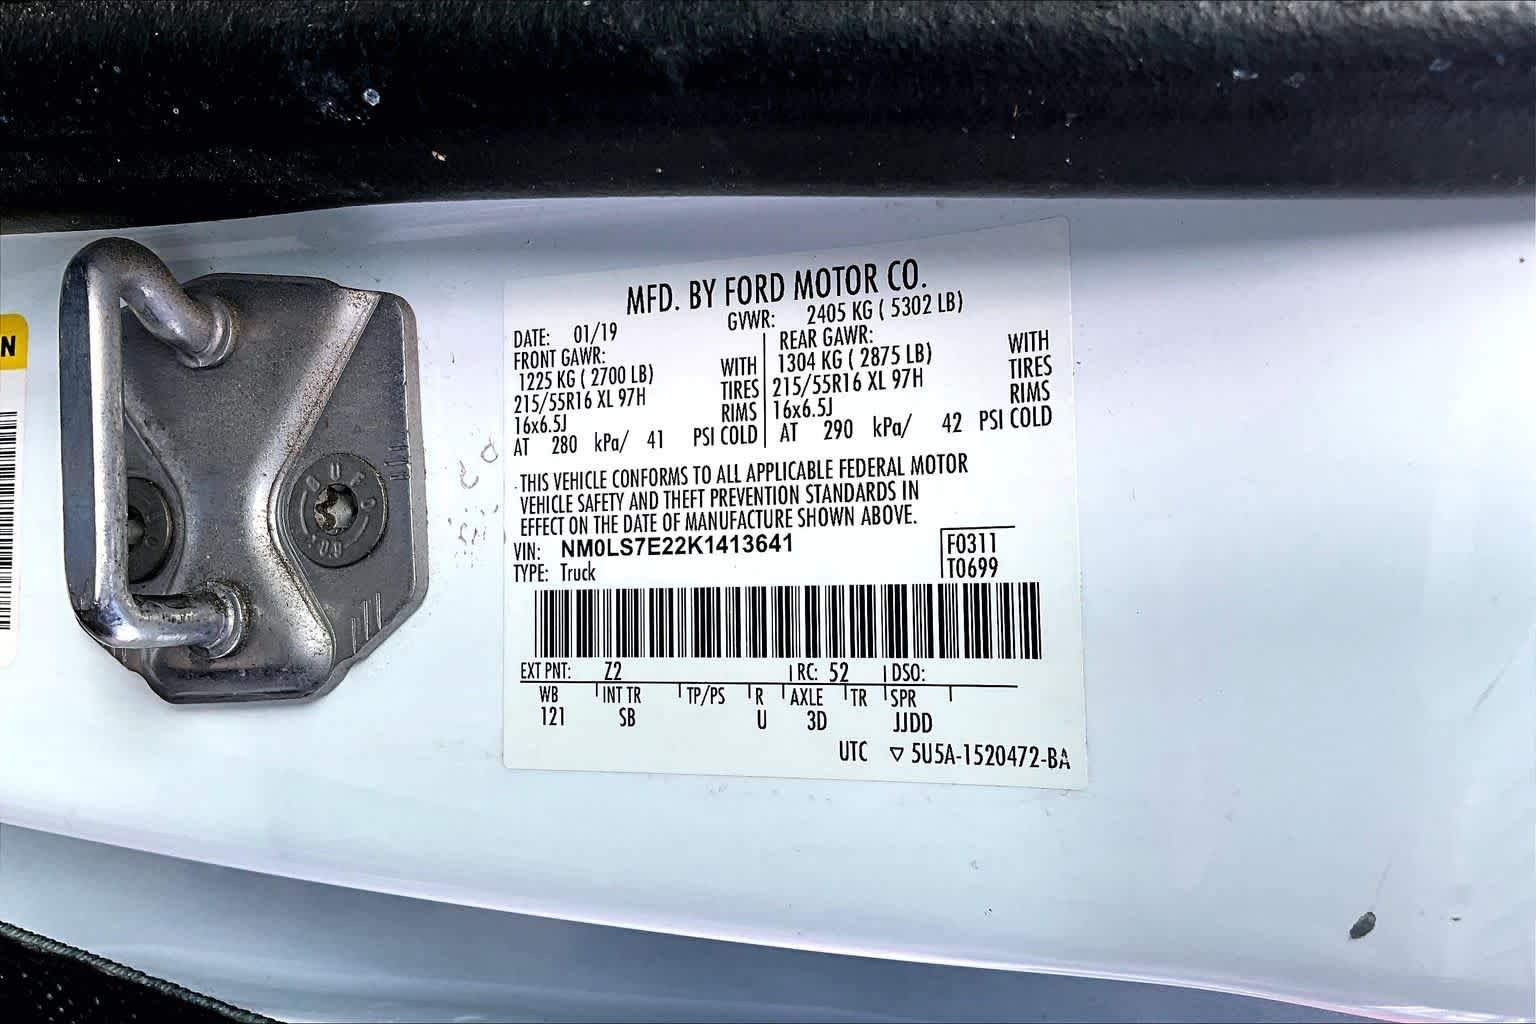 MFD. BY FORD MOTOR CO.
DATE: 01/19 GVWR: 2405 KG ( 5302 LB)
FRONT GAWR: REAR GAWR:
1225 KG ( 2700 LB) WITH 1304 KG ( 2875 LB) WITH
215/55R16 XL 97H TIRES 215/55R16 XL 97H TIRES
16x6.5J RIMS 16x6.5J RIMS
AT 280 kPa/ 41 PSI COLD AT 290 kPa/ 42 PSI COLD
THIS VEHICLE CONFORMS TO ALL APPLICABLE FEDERAL MOTOR
VEHICLE SAFETY AND THEFT PREVENTION STANDARDS IN
EFFECT ON THE DATE OF MANUFACTURE SHOWN ABOVE.
VIN: NM0LS7E22K1413641 F0311
TYPE: Truck T0699
EXT PNT: Z2 RC: 52 DSO:
WB INT TR TP/PS R AXLE TR SPR
121 SB U 3D JJDD
UTC ▽ 5U5A-1520472-BA
N